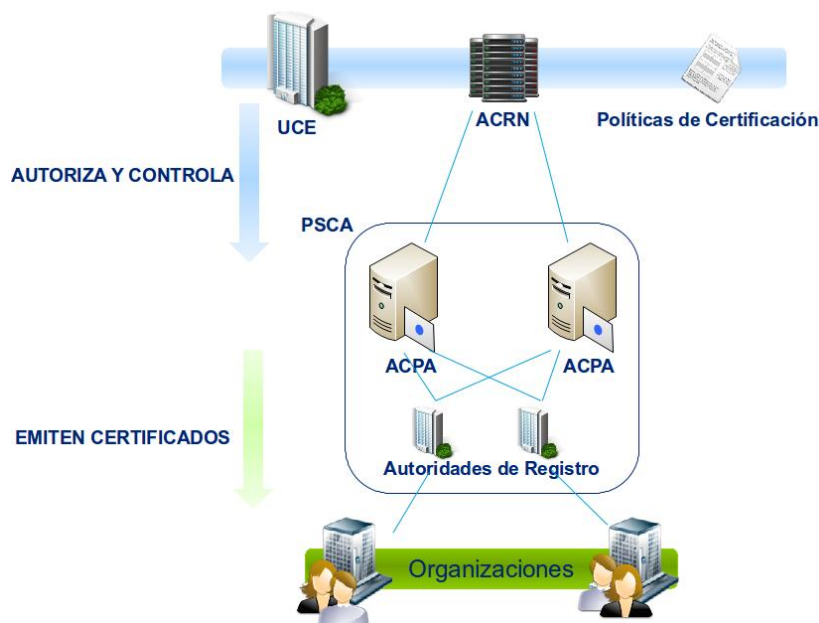 UCE
ACRN
Políticas de Certificación
AUTORIZA Y CONTROLA
PSCA
ACPA
ACPA
EMITEN CERTIFICADOS
Autoridades de Registro
Organizaciones